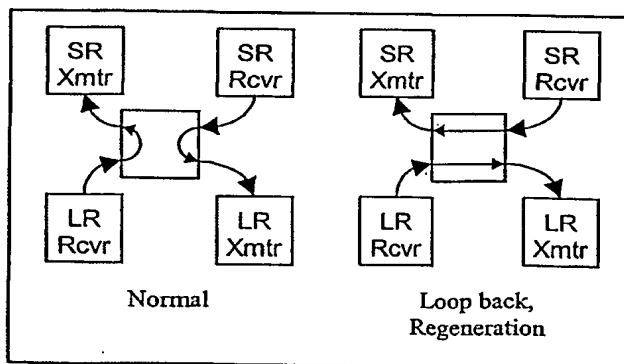 SR
Xmtr
SR
Rcvr
LR
Rcvr
LR
Xmtr
Normal
SR
Xmtr
SR
Rcvr
LR
Rcvr
LR
Xmtr
Loop back,
Regeneration